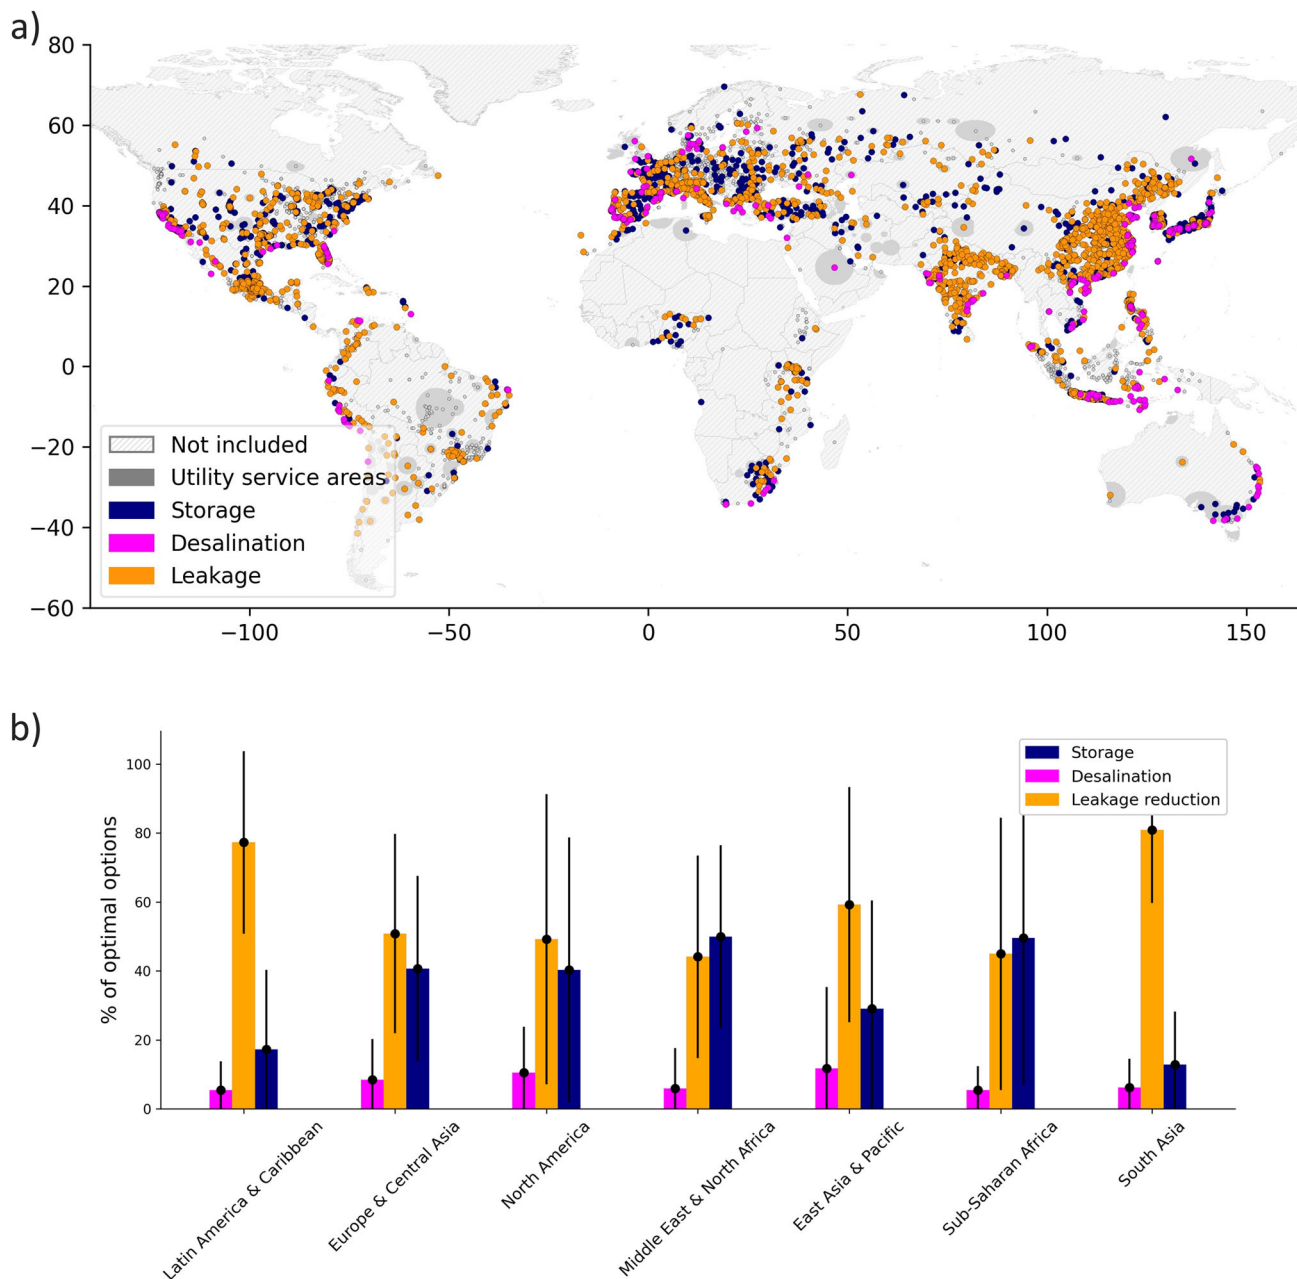 a)
80
60
40
20
0
−20
−40
−60
Not included
Utility service areas
Storage
Desalination
Leakage
−100
−50
0
50
100
150
b)
% of optimal options
100
80
60
40
20
0
Storage
Desalination
Leakage reduction
Latin America & Caribbean
Europe & Central Asia
North America
Middle East & North Africa
East Asia & Pacific
Sub-Saharan Africa
South Asia